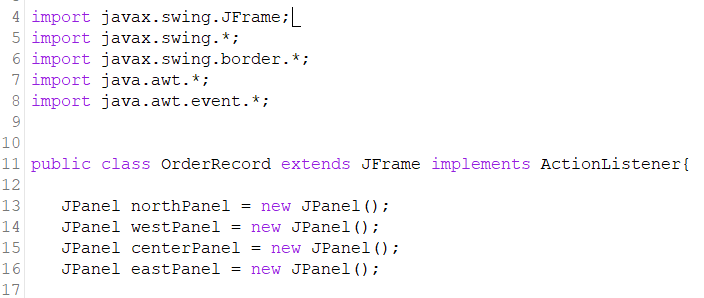 4 import javax.swing.JFrame;
5 import javax.swing.*;
6 import javax.swing.border.*;
7 import java.awt.*;
8 import java.awt.event.*;
9
10
11 public class OrderRecord extends JFrame implements ActionListener{
12
13 JPanel northPanel = new JPanel();
14 JPanel westPanel = new JPanel();
15 JPanel centerPanel = new JPanel();
16 JPanel eastPanel = new JPanel();
17